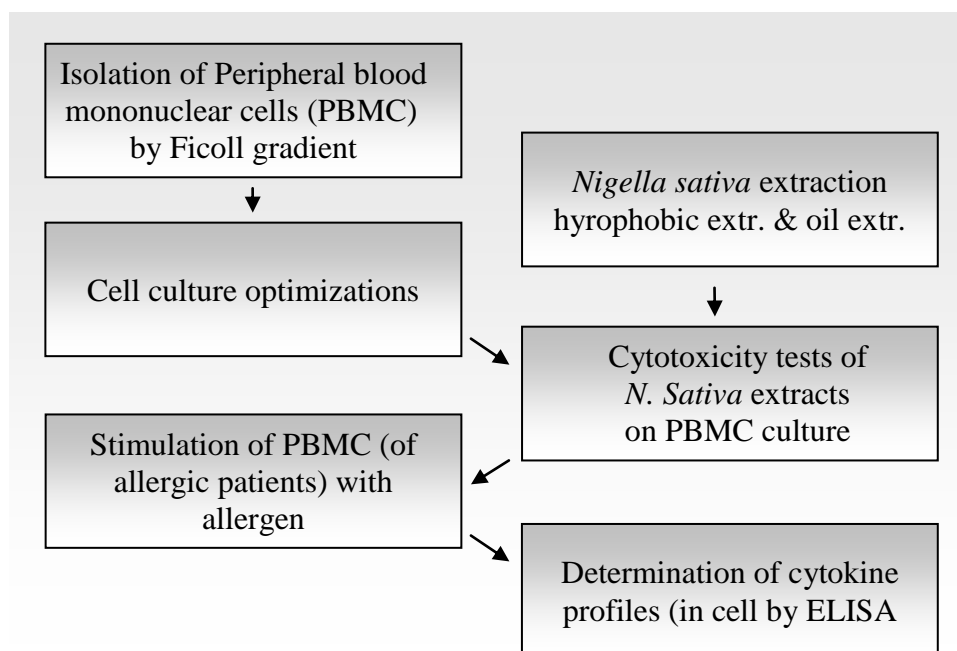 Isolation of Peripheral blood
mononuclear cells (PBMC)
by Ficoll gradient
Nigella sativa extraction
hyrophobic extr. & oil extr.
Cell culture optimizations
Cytotoxicity tests of
N. Sativa extracts
on PBMC culture
Stimulation of PBMC (of
allergic patients) with
allergen
Determination of cytokine
profiles (in cell by ELISA